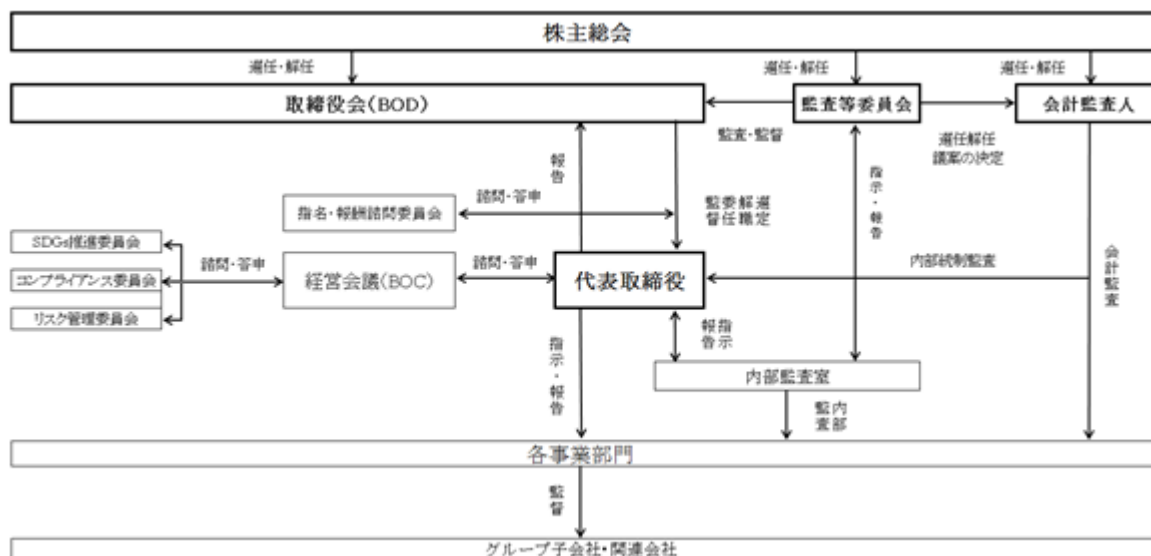 株主総会
選任・解任
選任・解任
選任・解任
取締役会(BOD)
監査等委員会
会計監査人
監査・監督
選任解任
議案の決定
報告
指名・報酬諮問委員会
諮問・答申
監委解選
督任職定
指示・報告
SDGs推進委員会
コンプライアンス委員会
リスク管理委員会
諮問・答申
経営会議(BOC)
諮問・答申
代表取締役
内部統制監査
会計監査
報指
告示
内部監査室
指示・報告
監内
査部
各事業部門
監督
グループ子会社・関連会社